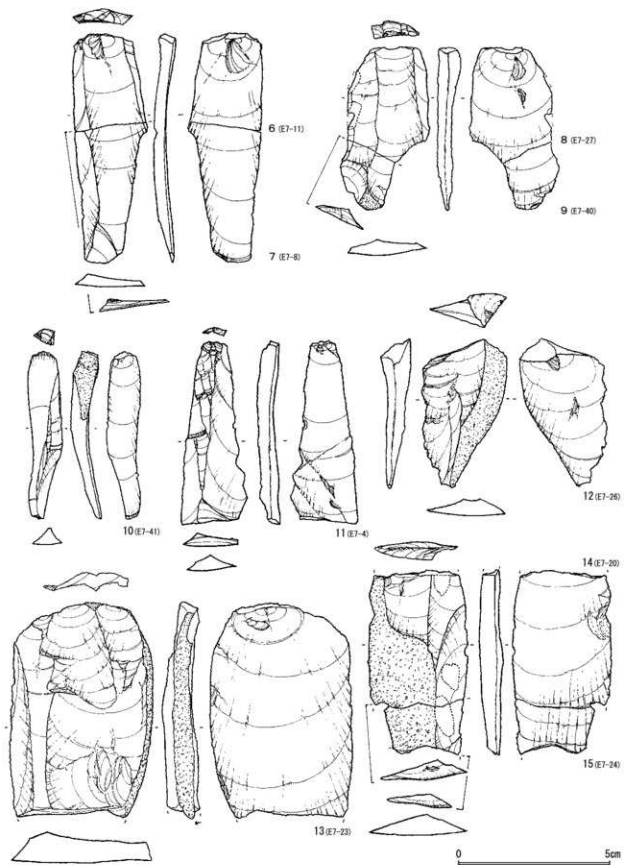 6 (E7-11)
7 (E7-8)
8 (E7-27)
9 (E7-40)
10 (E7-41)
11 (E7-4)
12 (E7-26)
13 (E7-23)
14 (E7-20)
15 (E7-24)
0 5cm